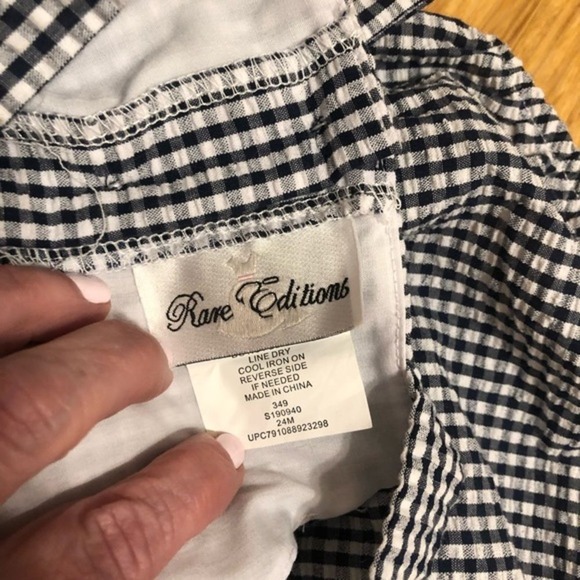 Rare Editions
LINE DRY
COOL IRON ON
REVERSE SIDE
IF NEEDED
MADE IN CHINA
349
S190940
24M
UPC791088923298